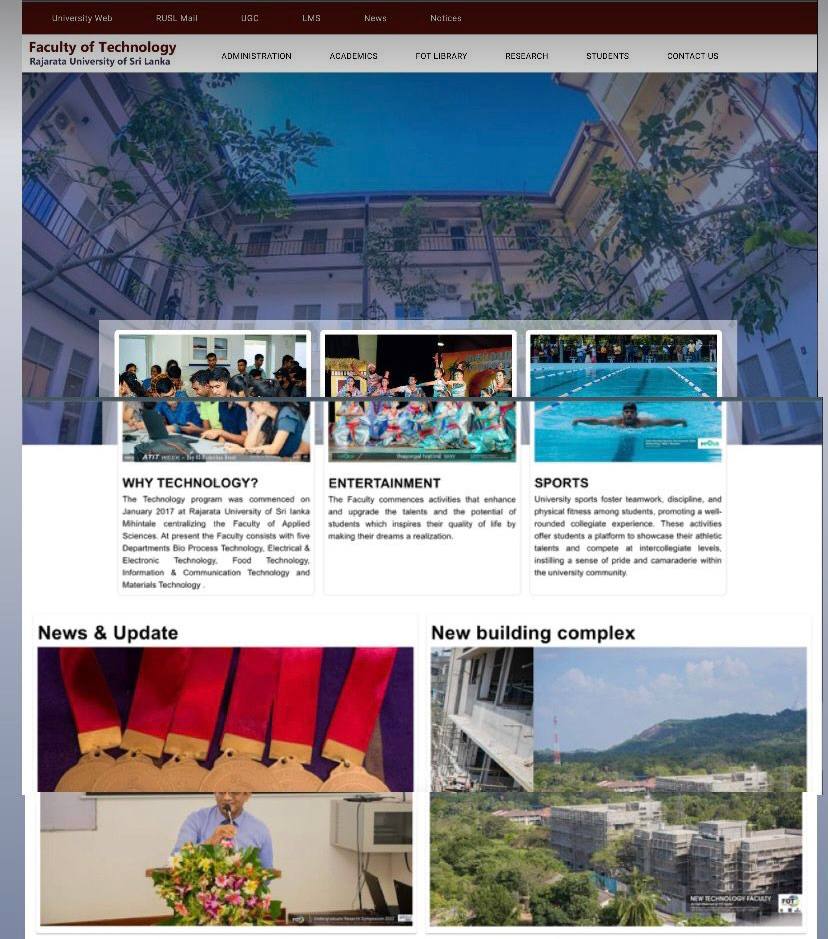 University Web RUSL Mail UGC LMS News Notices
Faculty of Technology
Rajarata University of Sri Lanka
ADMINISTRATION ACADEMICS FOT LIBRARY RESEARCH STUDENTS CONTACT US
WHY TECHNOLOGY?
The Technology program was commenced on
January 2017 at Rajarata University of Sri lanka
Mihintale centralizing the Faculty of Applied
Sciences. At present the Faculty consists with five
Departments Bio Process Technology, Electrical &
Electronic Technology, Food Technology,
Information & Communication Technology and
Materials Technology .
ENTERTAINMENT
The Faculty commences activities that enhance
and upgrade the talents and the potential of
students which inspires their quality of life by
making their dreams a realization.
SPORTS
University sports foster teamwork, discipline, and
physical fitness among students, promoting a well-
rounded collegiate experience. These activities
offer students a platform to showcase their athletic
talents and compete at intercollegiate levels,
instilling a sense of pride and camaraderie within
the university community.
News & Update
New building complex
Undergraduate Research Symposium 2022
NEW TECHNOLOGY FACULTY
FOT